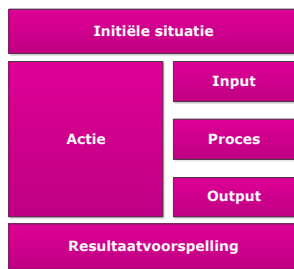 Initiële situatie
Actie
Input
Proces
Output
Resultaatvoorspelling